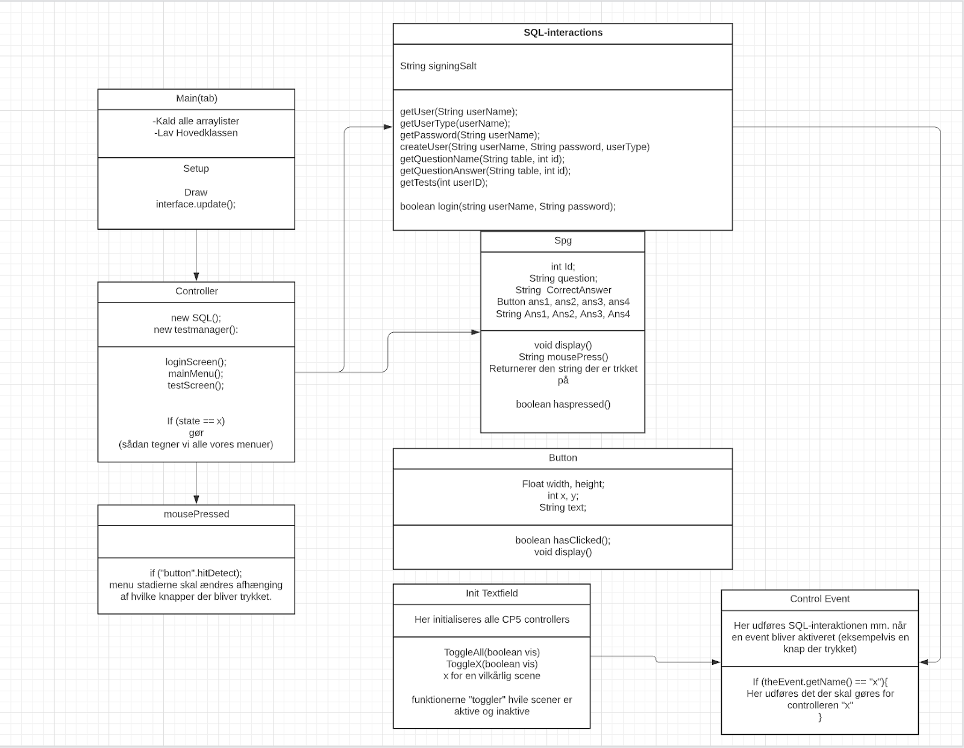 SQL-interactions
String signingSalt
getUser(String userName);
getUserType(userName);
getPassword(String userName);
createUser(String userName, String password, userType)
getQuestionName(String table, int id);
getQuestionAnswer(String table, int id);
getTests(int userID);
boolean login(string userName, String password);
Main(tab)
-Kald alle arraylister
-Lav Hovedklassen
Setup
Draw
interface.update();
Controller
new SQL();
new testmanager():
loginScreen();
mainMenu();
testScreen();
If (state == x)
gør
(sådan tegner vi alle vores menuer)
mousePressed
if ("button".hitDetect);
menu stadierne skal ændres afhænging
af hvilke knapper der bliver trykket.
Spg
int Id;
String question;
String CorrectAnswer
Button ans1, ans2, ans3, ans4
String Ans1, Ans2, Ans3, Ans4
void display()
String mousePress()
Returnerer den string der er trkket
på
boolean haspressed()
Button
Float width, height;
int x, y;
String text;
boolean hasClicked();
void display()
Init Textfield
Her initialiseres alle CP5 controllers
ToggleAll(boolean vis)
ToggleX(boolean vis)
x for en vilkårlig scene
funktionerne "toggler" hvile scener er
aktive og inaktive
Control Event
Her udføres SQL-interaktionen mm. når
en event bliver aktiveret (eksempelvis en
knap der trykket)
If (theEvent.getName() == "x"){
Her udføres det der skal gøres for
controlleren "x"
}